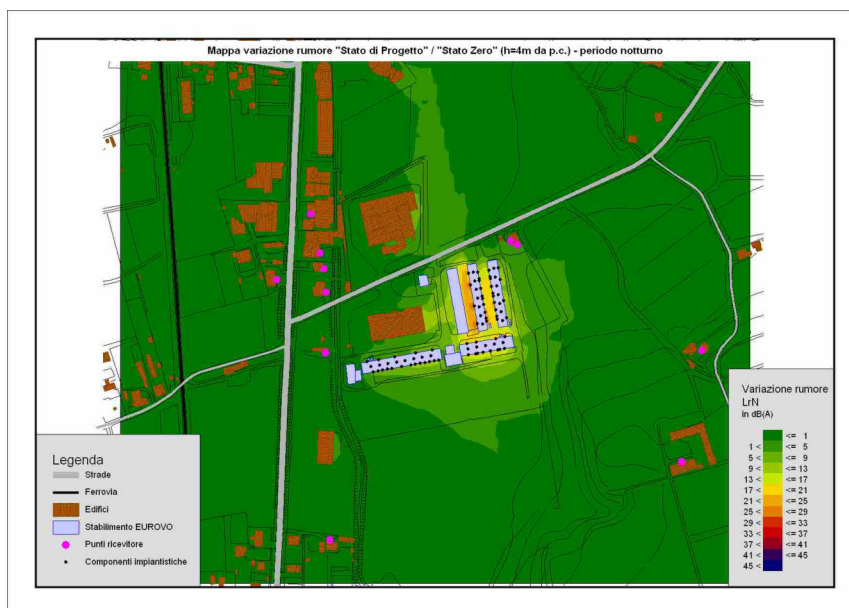 Mappa variazione rumore "Stato di Progetto" / "Stato Zero" (h=4m da p.c.) - periodo notturno
Legenda
Strade
Ferrovia
Edifici
Stabilimento EUROVO
Punti ricevitore
Componenti impiantistiche
Variazione rumore
LrN
in dB(A)
<= 1
1 < <= 5
5 < <= 9
9 < <= 13
13 < <= 17
17 < <= 21
21 < <= 25
25 < <= 29
29 < <= 33
33 < <= 37
37 < <= 41
41 < <= 45
45 <